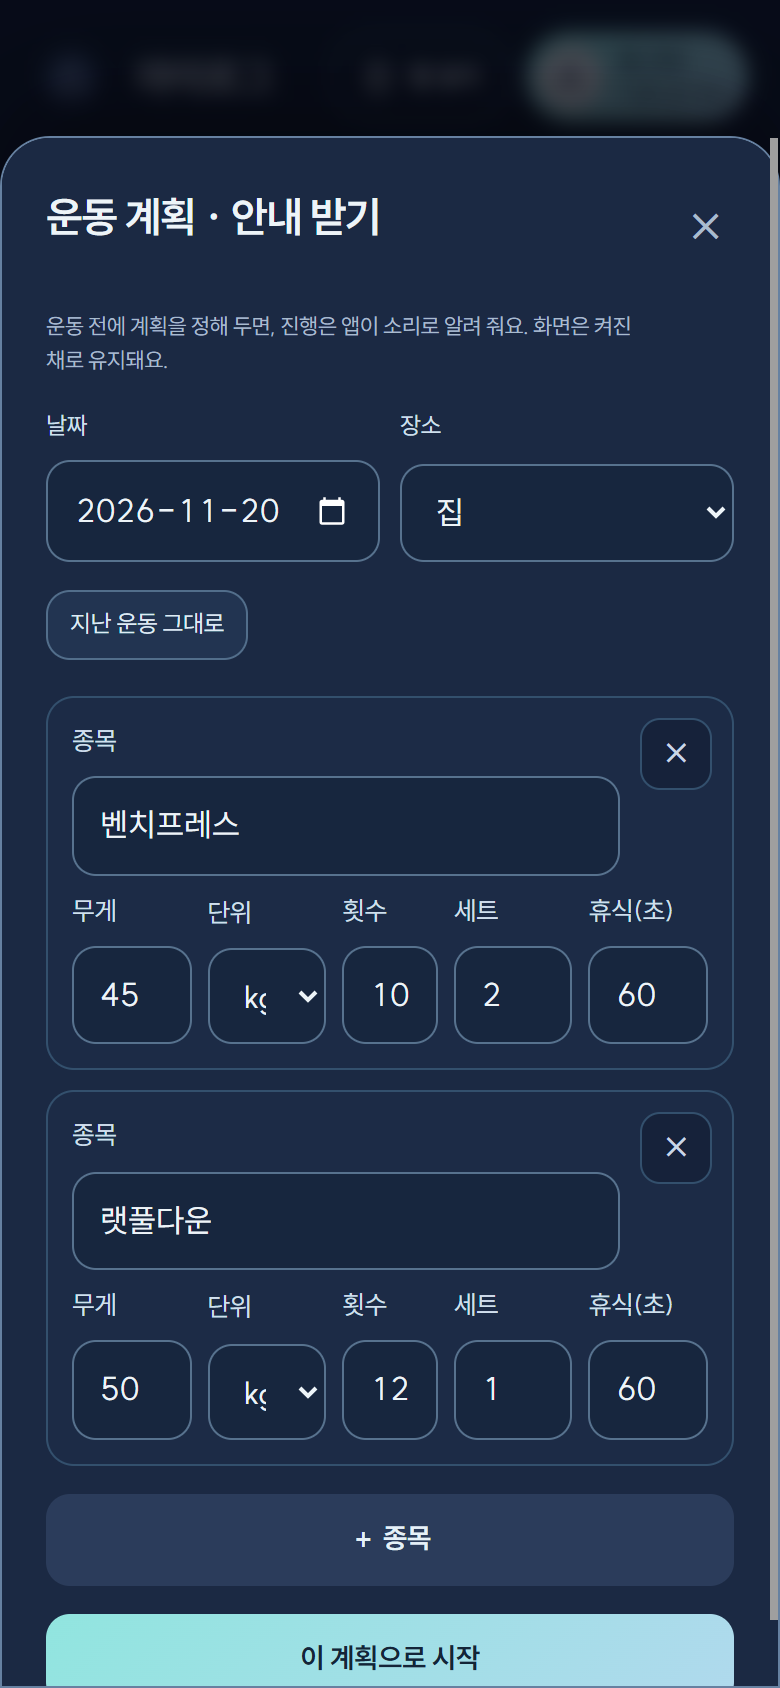 운동 계획 · 안내 받기
×
운동 전에 계획을 정해 두면, 진행은 앱이 소리로 알려 줘요. 화면은 켜진
채로 유지돼요.
날짜 장소
2026-11-20 집
지난 운동 그대로
종목 ×
벤치프레스
무게 단위 횟수 세트 휴식(초)
45 kg 10 2 60
종목 ×
랫풀다운
무게 단위 횟수 세트 휴식(초)
50 kg 12 1 60
+ 종목
이 계획으로 시작